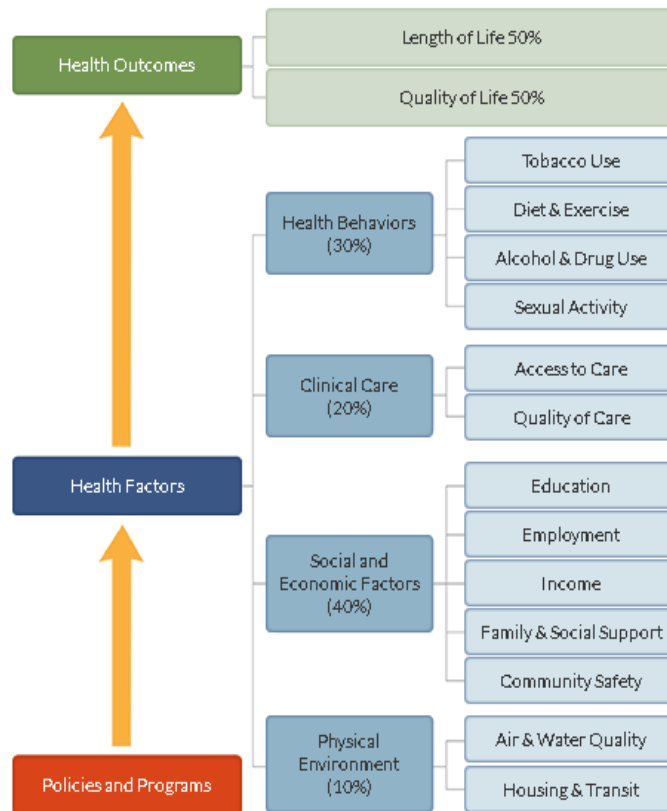 Health Outcomes
Length of Life 50%
Quality of Life 50%
Health Factors
Health Behaviors
(30%)
Tobacco Use
Diet & Exercise
Alcohol & Drug Use
Sexual Activity
Clinical Care
(20%)
Access to Care
Quality of Care
Social and
Economic Factors
(40%)
Education
Employment
Income
Family & Social Support
Community Safety
Physical
Environment
(10%)
Air & Water Quality
Housing & Transit
Policies and Programs